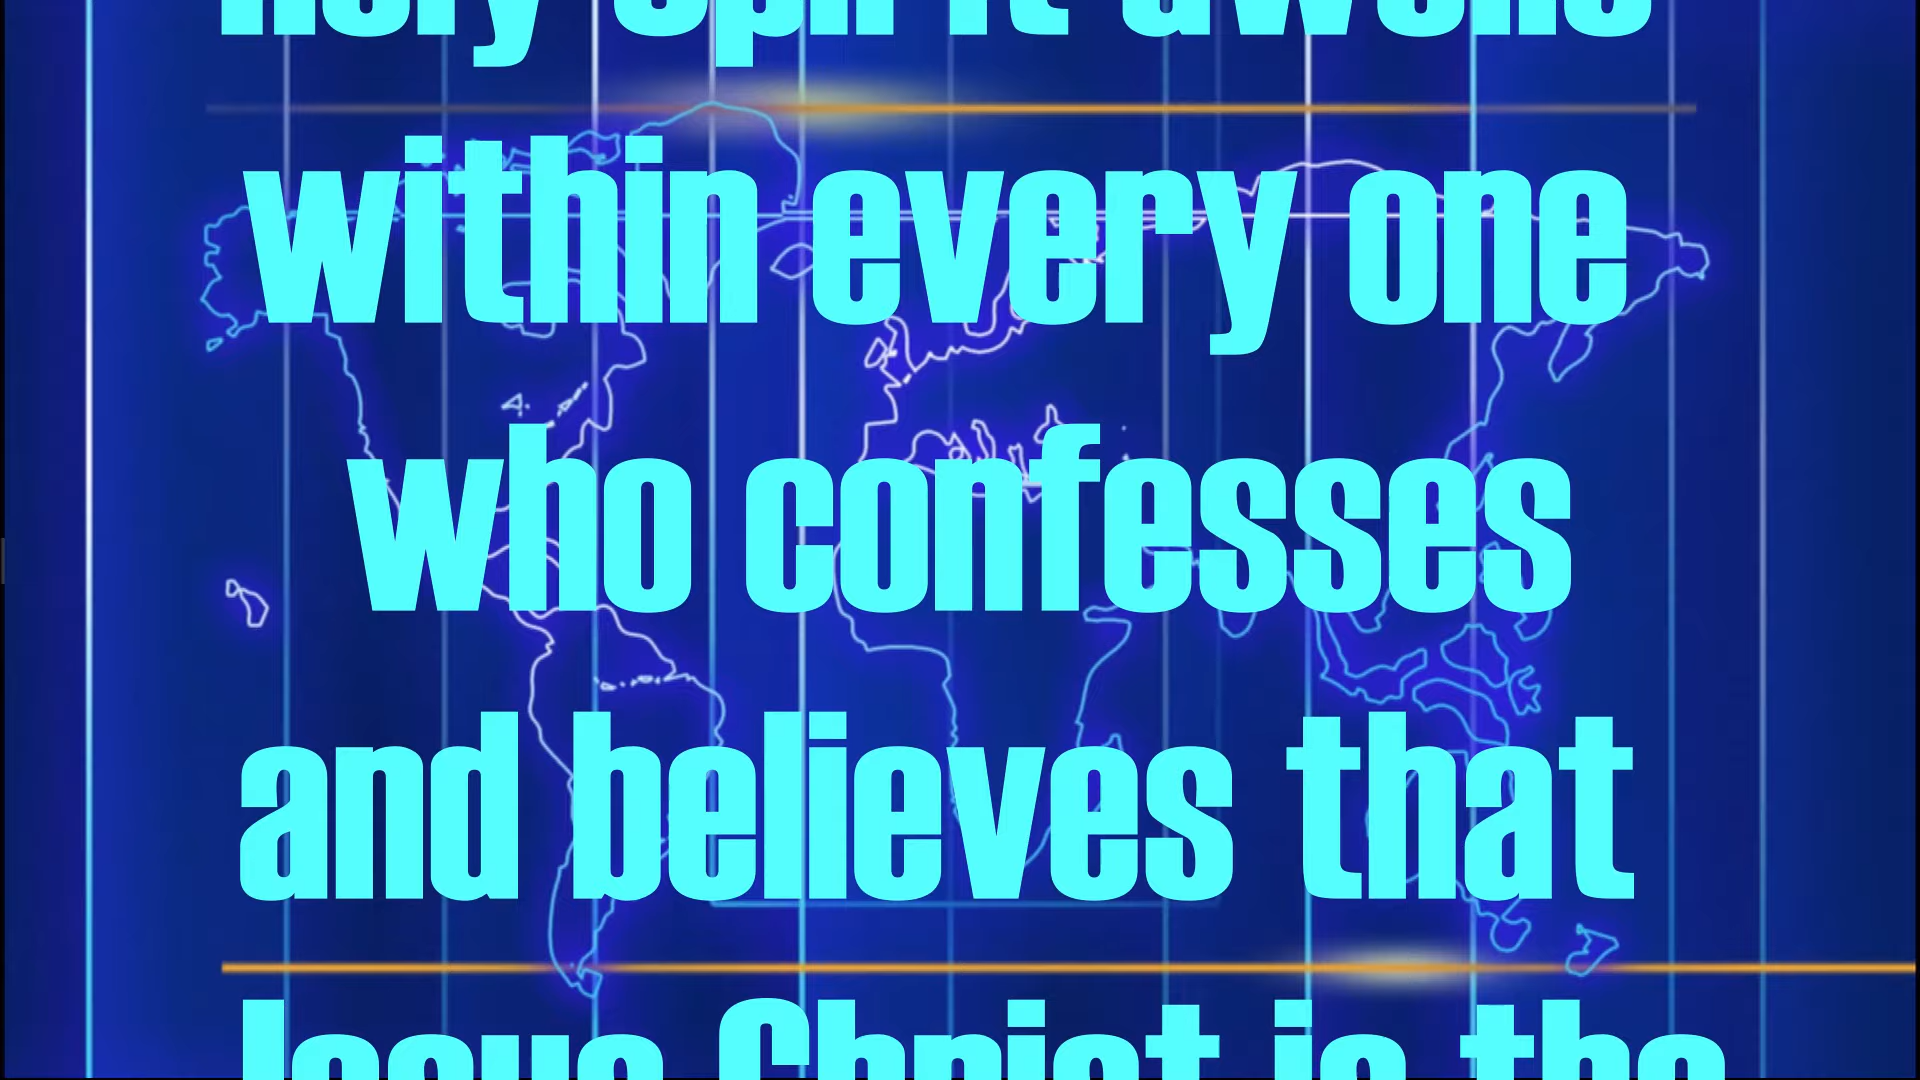 Holy Spirit dwells
within every one
who confesses
and believes that
Jesus Christ is the